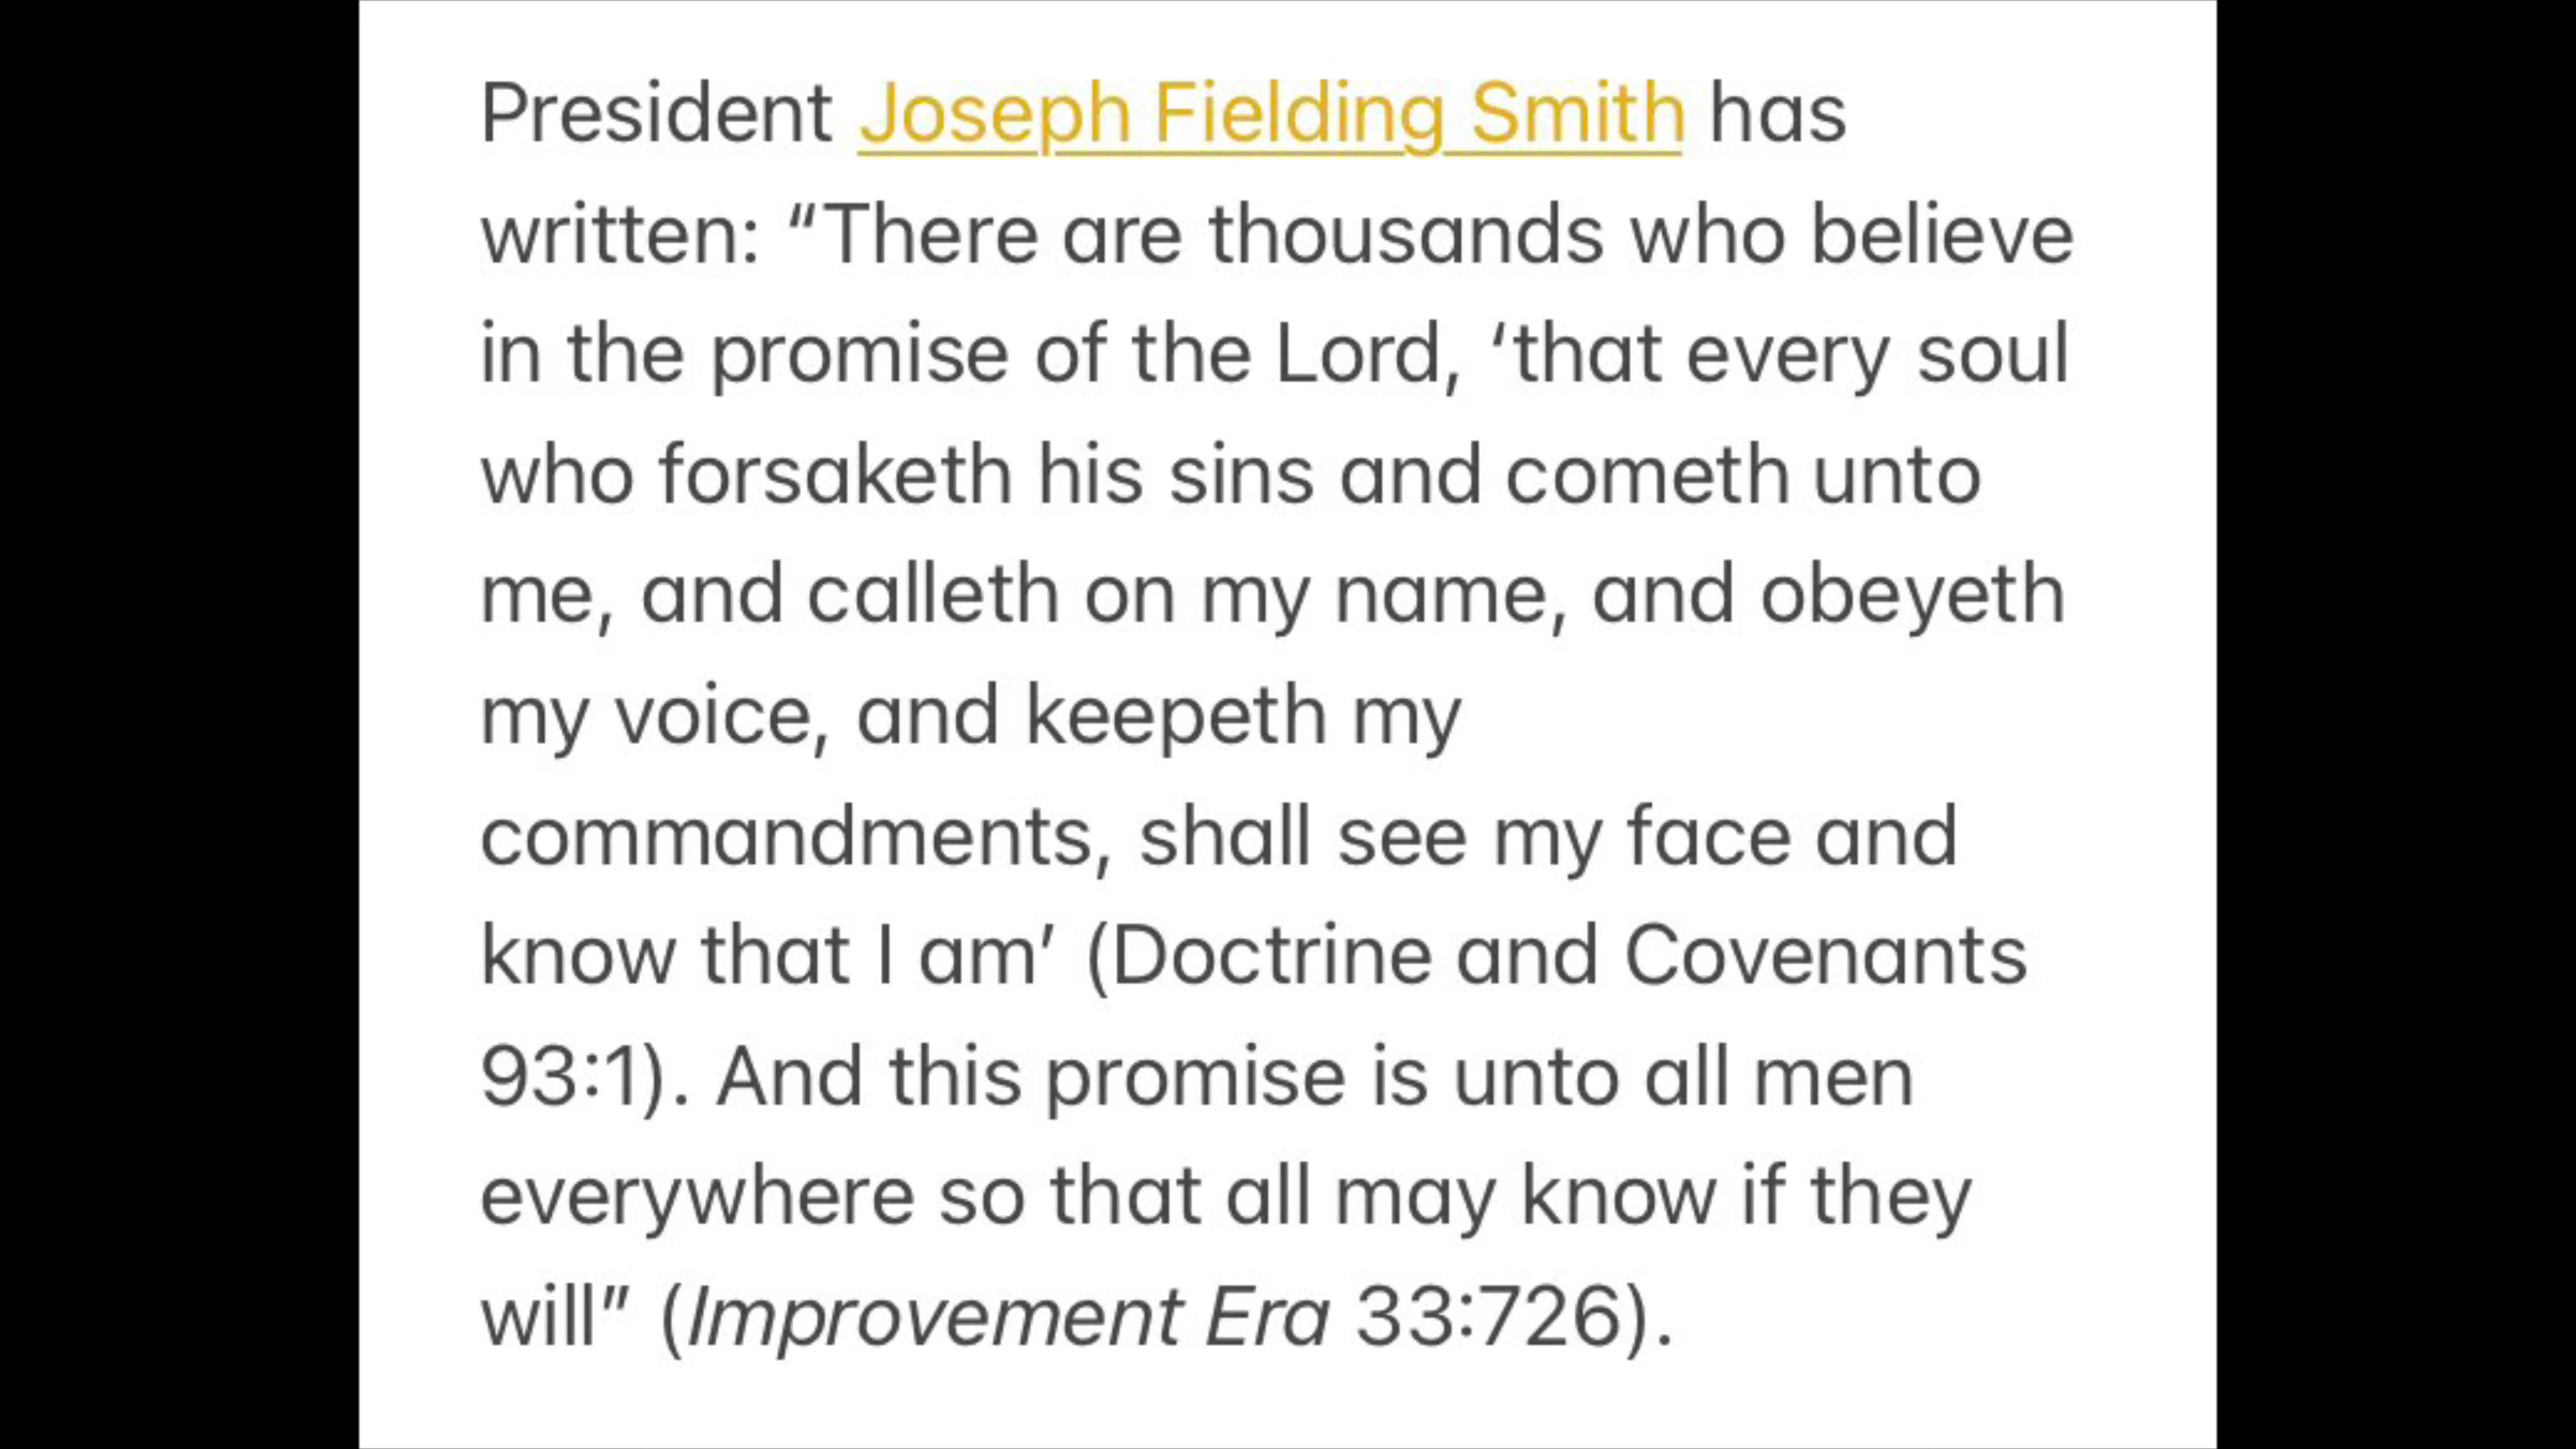 President Joseph Fielding Smith has
written: “There are thousands who believe
in the promise of the Lord, ‘that every soul
who forsaketh his sins and cometh unto
me, and calleth on my name, and obeyeth
my voice, and keepeth my
commandments, shall see my face and
know that I am’ (Doctrine and Covenants
93:1). And this promise is unto all men
everywhere so that all may know if they
will” (Improvement Era 33:726).